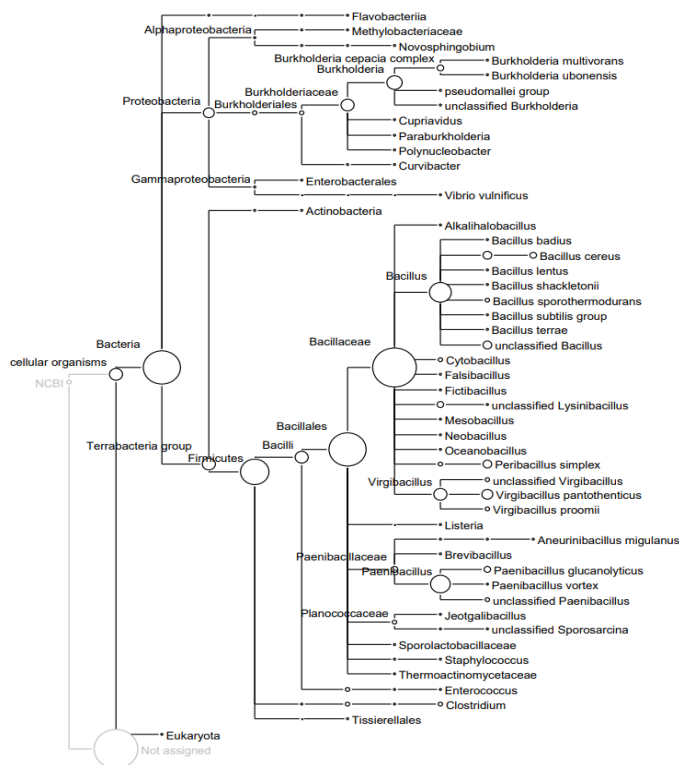 Flavobacteriia
Alphaproteobacteria
Methylobacteriaceae
Novosphingobium
Burkholderia cepacia complex
Burkholderia multivorans
Burkholderia
Burkholderia ubonensis
Burkholderiaceae
pseudomallei group
Proteobacteria
Burkholderiales
unclassified Burkholderia
Cupriavidus
Paraburkholderia
Polynucleobacter
Curvibacter
Gammaproteobacteria
Enterobacterales
Vibrio vulnificus
Actinobacteria
Alkalihalobacillus
Bacillus badius
Bacillus cereus
Bacillus
Bacillus lentus
Bacillus shackletonii
Bacillus sporothermodurans
Bacillus subtilis group
Bacillus terrae
Bacteria
Bacillaceae
unclassified Bacillus
cellular organisms
Cytobacillus
NCBI
Falsibacillus
Fictibacillus
unclassified Lysinibacillus
Mesobacillus
Bacillales
Neobacillus
Terrabacteria group
Bacilli
Oceanobacillus
Firmicutes
Peribacillus simplex
Virgibacillus
unclassified Virgibacillus
Virgibacillus pantothenticus
Virgibacillus proomii
Listeria
Aneurinibacillus migulanus
Paenibacillaceae
Brevibacillus
Paenibacillus
Paenibacillus glucanolyticus
Paenibacillus vortex
unclassified Paenibacillus
Planococcaceae
Jeotgalibacillus
unclassified Sporosarcina
Sporolactobacillaceae
Staphylococcus
Thermoactinomycetaceae
Enterococcus
Clostridium
Tissierellales
Eukaryota
Not assigned